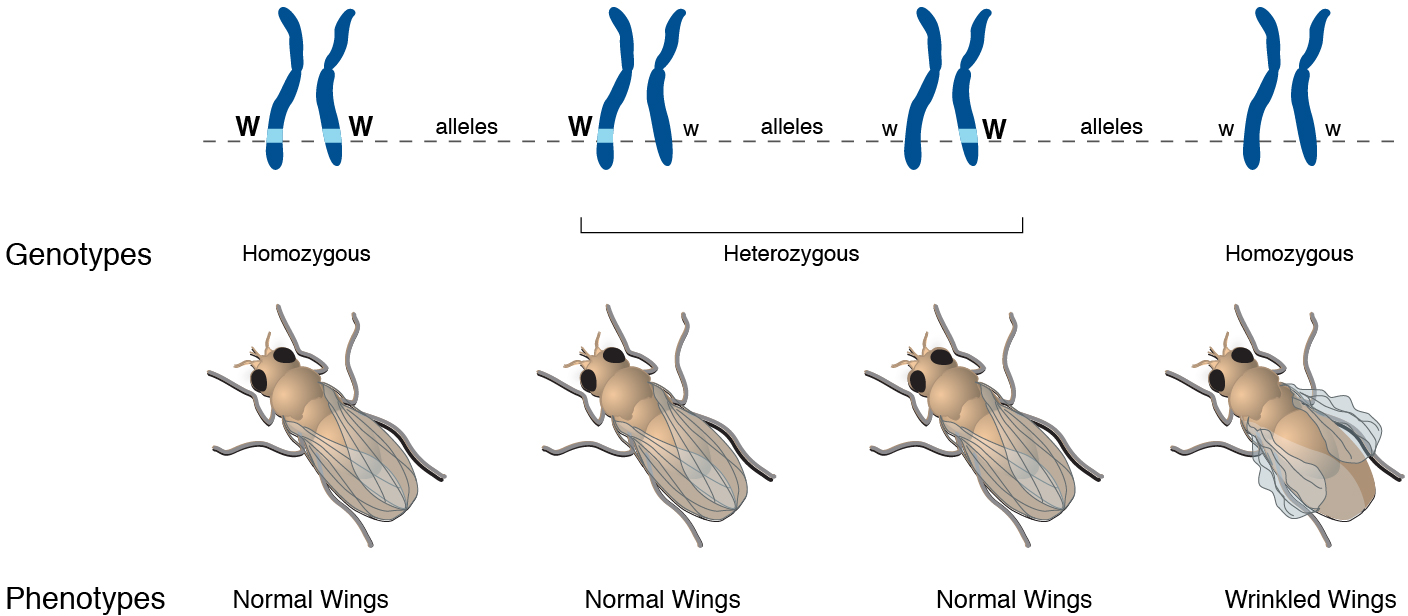 W W alleles W w alleles w W alleles w w
Genotypes Homozygous Heterozygous Homozygous
Phenotypes Normal Wings Normal Wings Normal Wings Wrinkled Wings